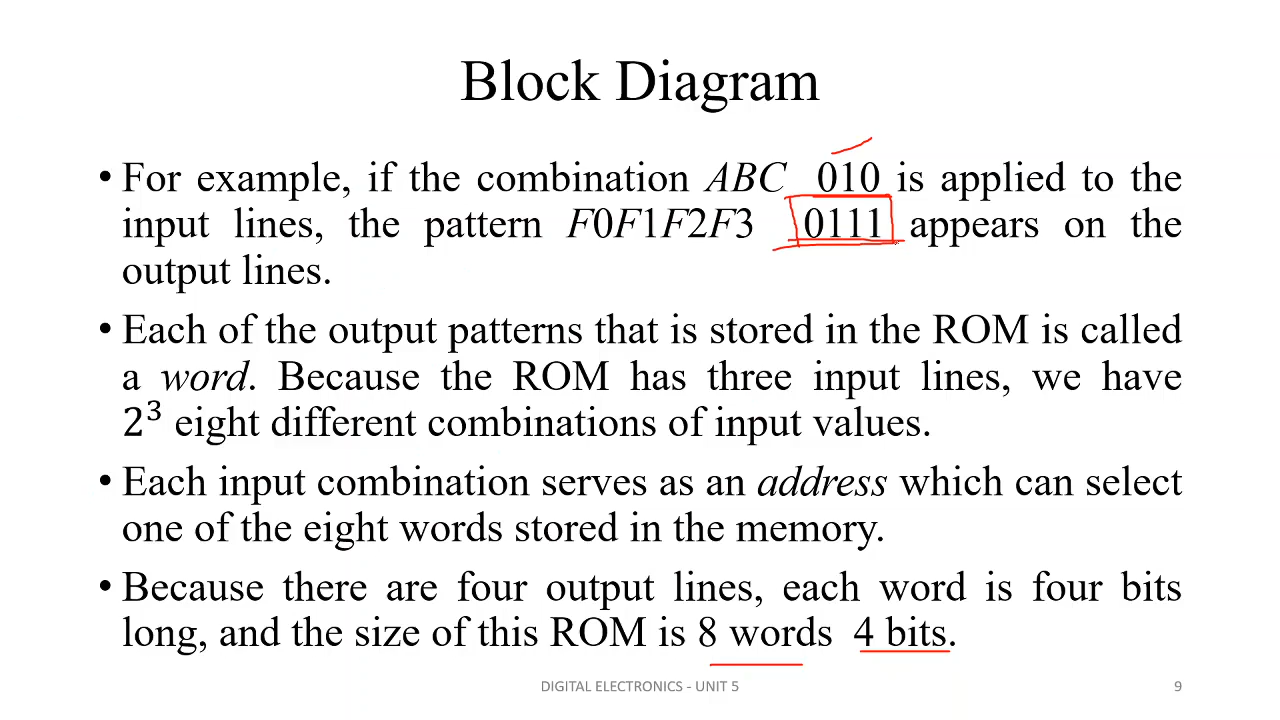 Block Diagram
• For example, if the combination ABC 010 is applied to the
input lines, the pattern F0F1F2F3 0111 appears on the
output lines.
• Each of the output patterns that is stored in the ROM is called
a word. Because the ROM has three input lines, we have
2³ eight different combinations of input values.
• Each input combination serves as an address which can select
one of the eight words stored in the memory.
• Because there are four output lines, each word is four bits
long, and the size of this ROM is 8 words 4 bits.
DIGITAL ELECTRONICS - UNIT 5
9